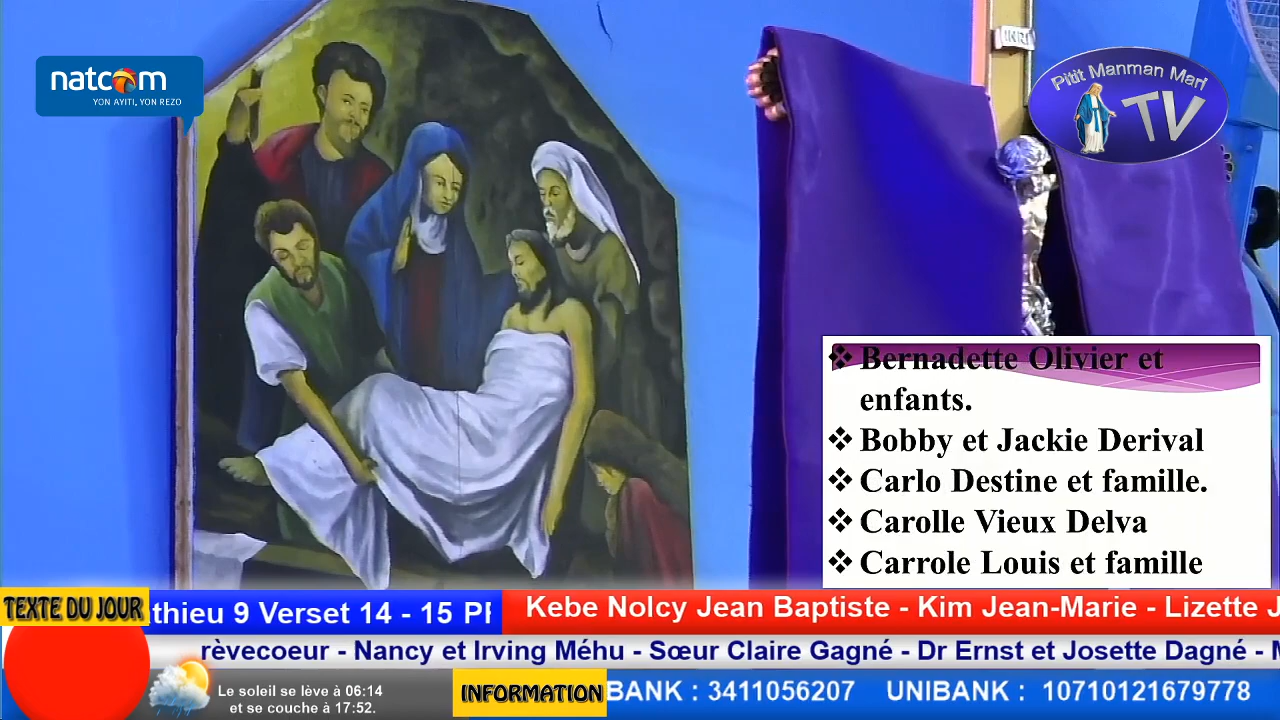 natcom
YON AYITI, YON REZO
INRI
Pitit Manman Mari
TV
❖ Bernadette Olivier et
enfants.
❖ Bobby et Jackie Derival
❖ Carlo Destine et famille.
❖ Carolle Vieux Delva
❖ Carrole Louis et famille
TEXTE DU JOUR
thieu 9 Verset 14 - 15
Kebe Nolcy Jean Baptiste - Kim Jean-Marie - Lizette J
rèvecoeur - Nancy et Irving Méhu - Sœur Claire Gagné - Dr Ernst et Josette Dagné -
Le soleil se lève à 06:14
et se couche à 17:52.
INFORMATION
BANK : 3411056207 UNIBANK : 10710121679778